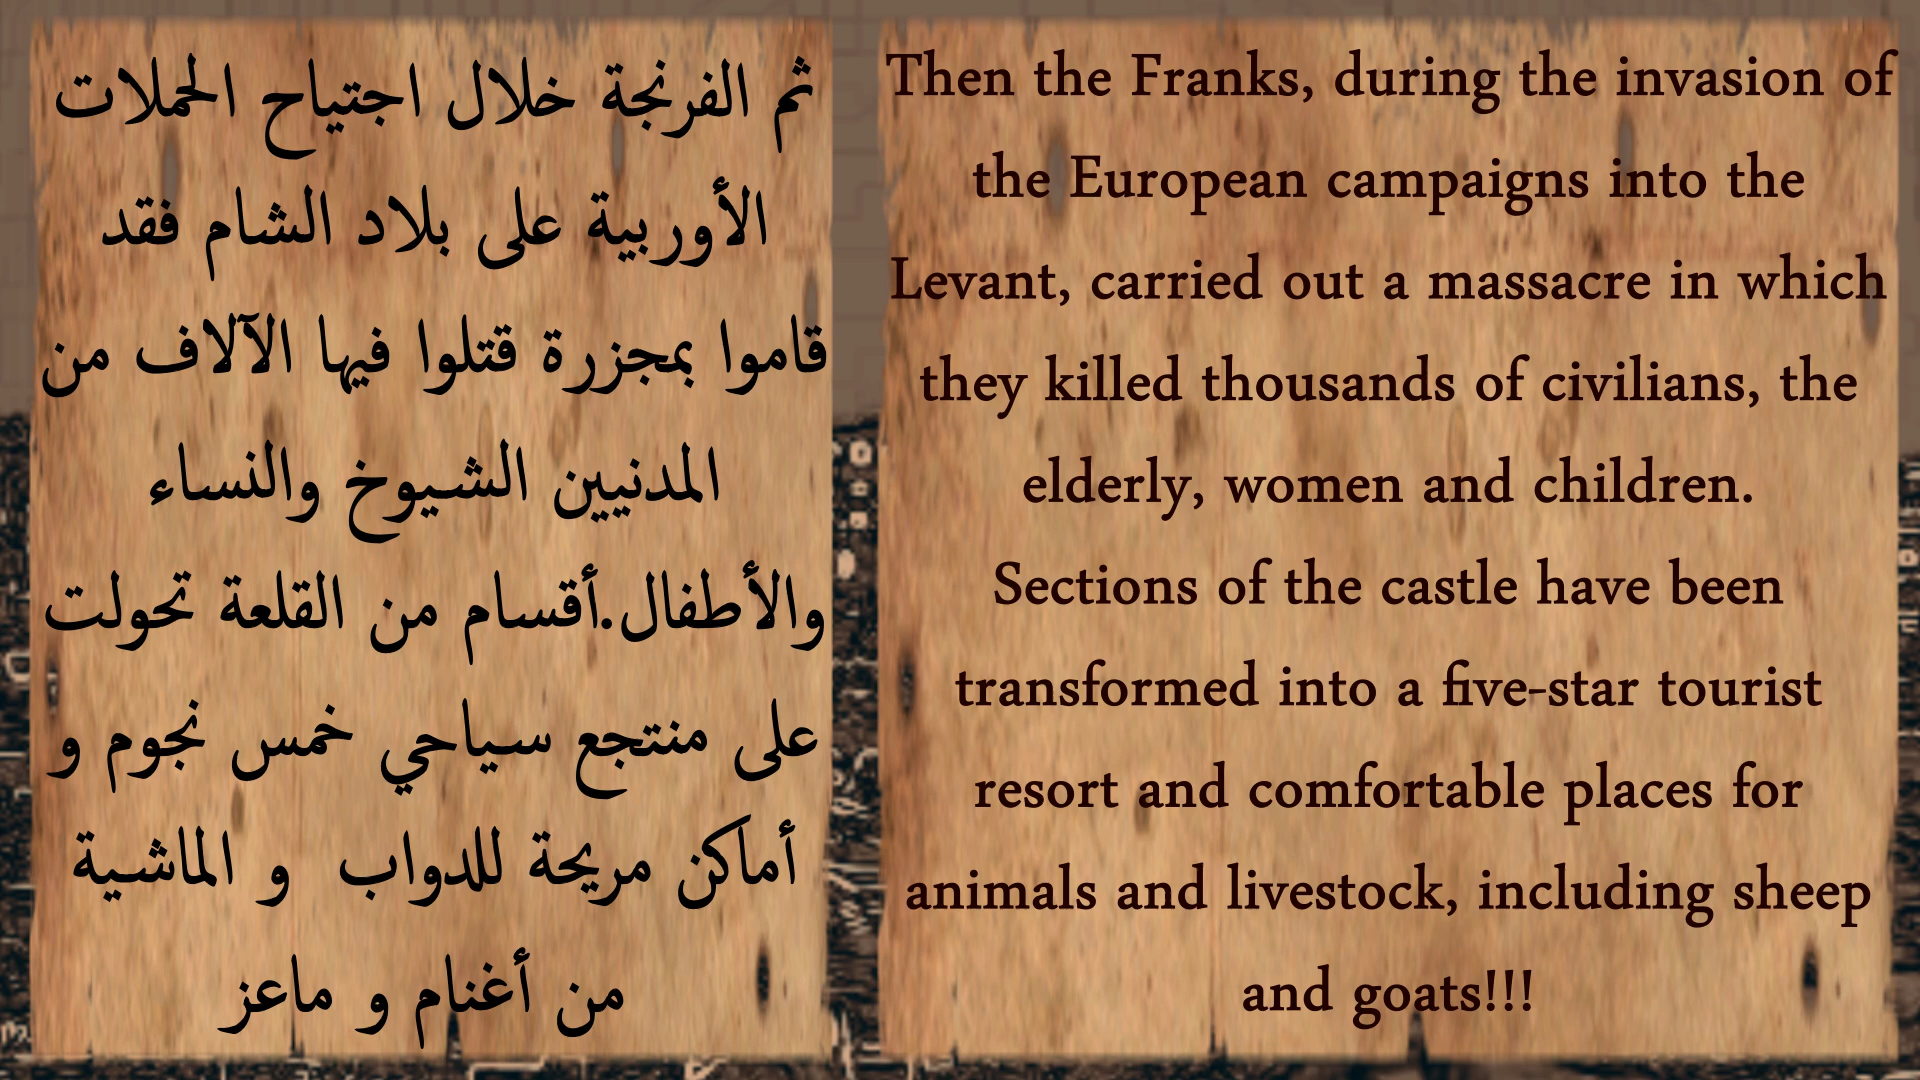 ثم الفرنجة خلال اجتياح الحملات
الأوربية على بلاد الشام فقد
قاموا بمجزرة قتلوا فيها الآلاف من
المدنيين الشيوخ والنساء
والأطفال.أقسام من القلعة تحولت
على منتجع سياحي خمس نجوم و
أماكن مريحة للدواب و الماشية
من أغنام و ماعز
Then the Franks, during the invasion of
the European campaigns into the
Levant, carried out a massacre in which
they killed thousands of civilians, the
elderly, women and children.
Sections of the castle have been
transformed into a five-star tourist
resort and comfortable places for
animals and livestock, including sheep
and goats!!!